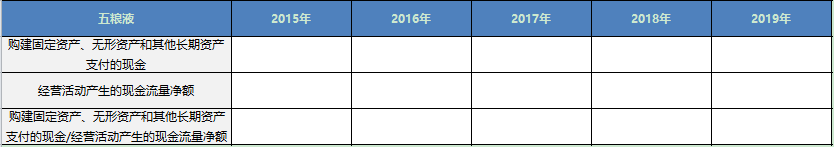 五粮液 2015年 2016年 2017年 2018年 2019年
购建固定资产、无形资产和其他长期资产
支付的现金
经营活动产生的现金流量净额
购建固定资产、无形资产和其他长期资产
支付的现金/经营活动产生的现金流量净额